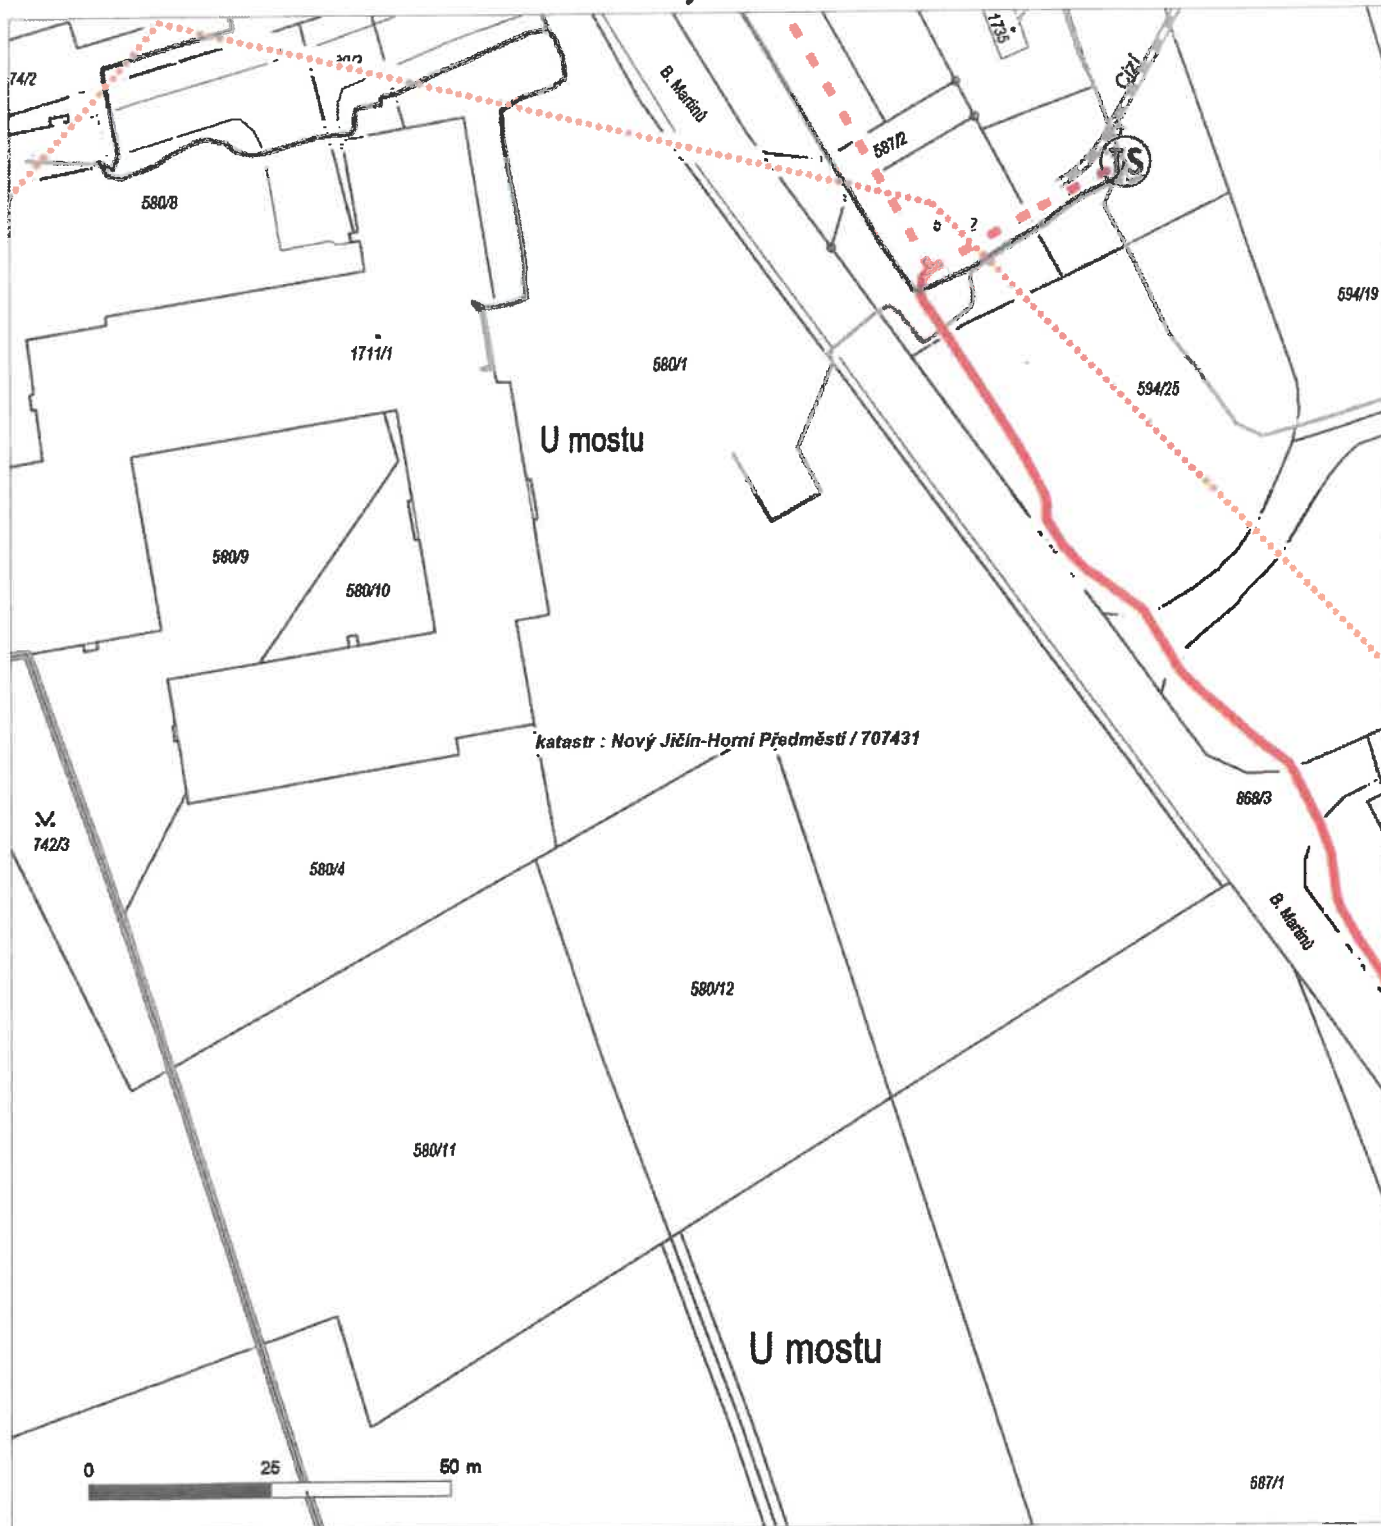 1735
Cizí
74/2
B. Martinů
587/2
TS
580/8
594/19
1711/1
580/1
594/25
U mostu
580/9
580/10
katastr : Nový Jičín-Horní Předměstí / 707431
868/3
742/3
580/4
B. Martinů
580/12
580/11
U mostu
0 25 50 m
587/1